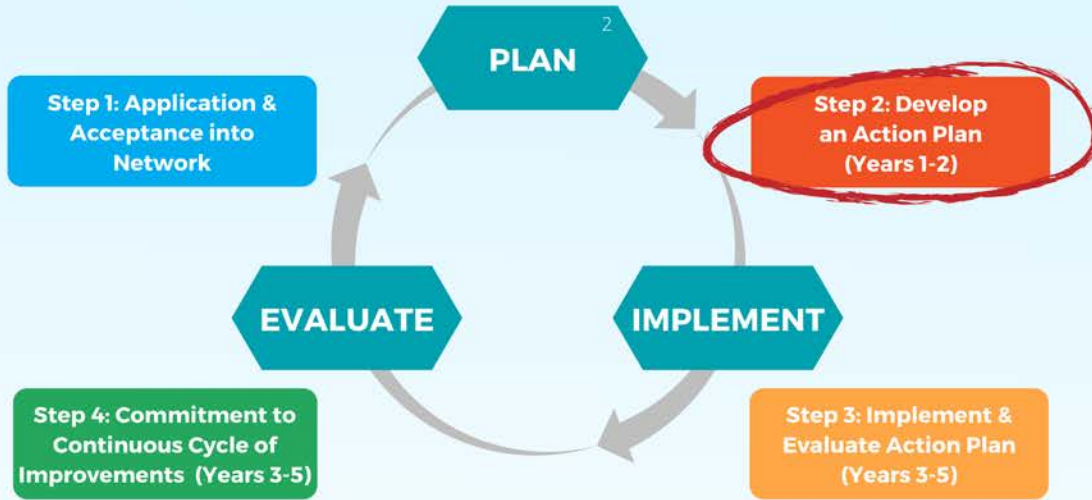 2
PLAN
Step 1: Application &
Acceptance into
Network
Step 2: Develop
an Action Plan
(Years 1-2)
EVALUATE
IMPLEMENT
Step 4: Commitment to
Continuous Cycle of
Improvements (Years 3-5)
Step 3: Implement &
Evaluate Action Plan
(Years 3-5)